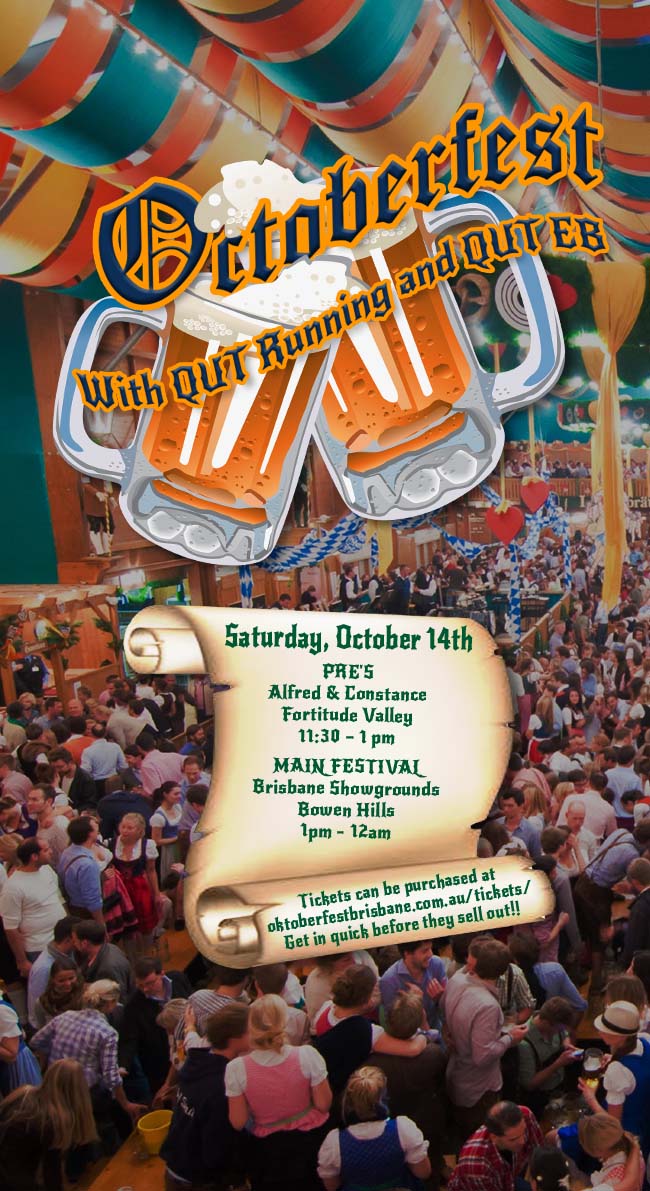 Octoberfest
With QUT Running and QUT EB
Saturday, October 14th
PRE'S
Alfred & Constance
Fortitude Valley
11:30 - 1 pm
MAIN FESTIVAL
Brisbane Showgrounds
Bowen Hills
1pm - 12am
Tickets can be purchased at
oktoberfestbrisbane.com.au/tickets/
Get in quick before they sell out!!